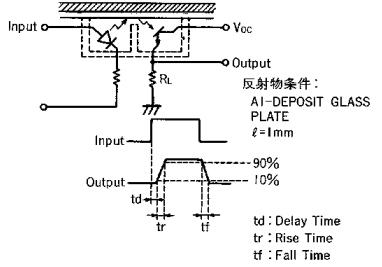 Input
Vcc
Output
RL
反射物条件：
Al-DEPOSIT GLASS
PLATE
ℓ=1mm
Input
90%
Output
10%
td
tr
tf
td：Delay Time
tr：Rise Time
tf：Fall Time